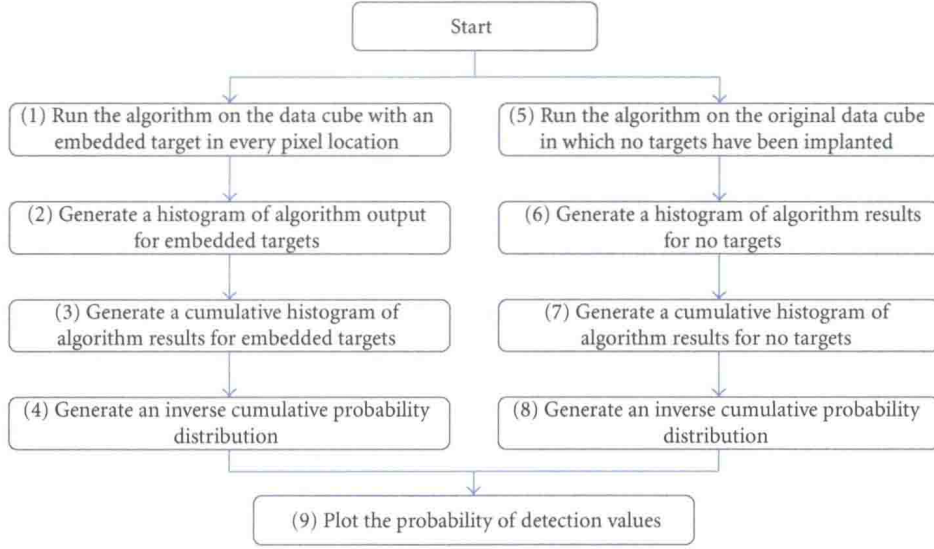 Start
(1) Run the algorithm on the data cube with an
embedded target in every pixel location
(2) Generate a histogram of algorithm output
for embedded targets
(3) Generate a cumulative histogram of
algorithm results for embedded targets
(4) Generate an inverse cumulative probability
distribution
(5) Run the algorithm on the original data cube
in which no targets have been implanted
(6) Generate a histogram of algorithm results
for no targets
(7) Generate a cumulative histogram of
algorithm results for no targets
(8) Generate an inverse cumulative probability
distribution
(9) Plot the probability of detection values